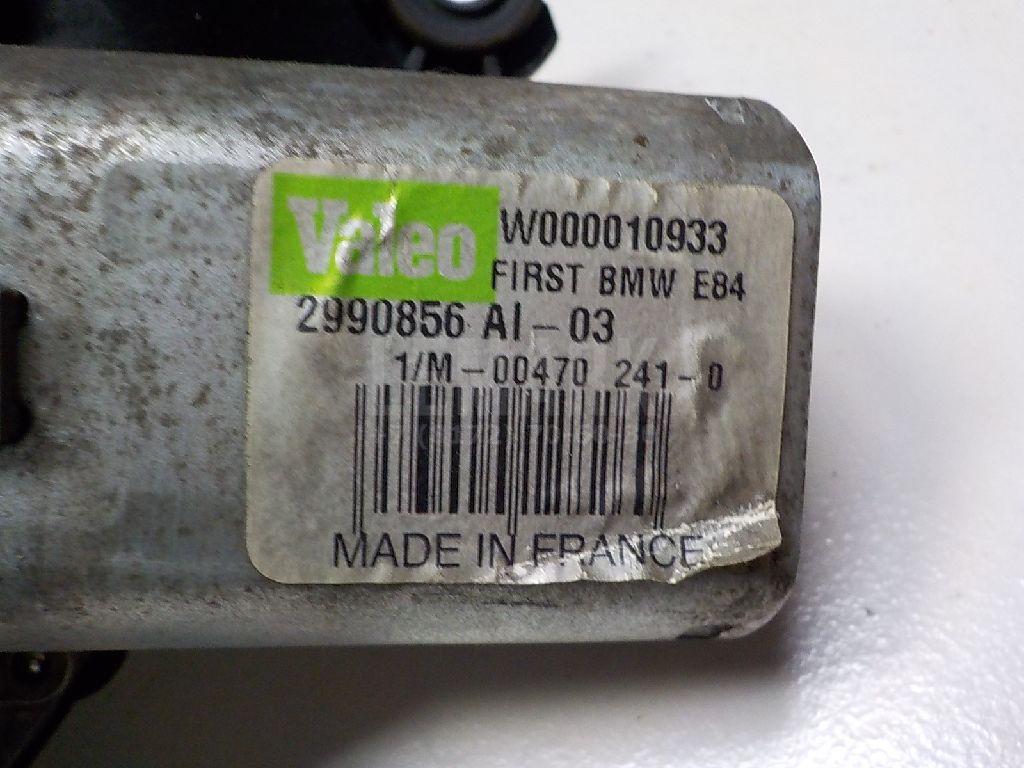 Valeo W000010933
FIRST BMW E84
2990856 AI-03
1/M-00470 241-0
MADE IN FRANCE